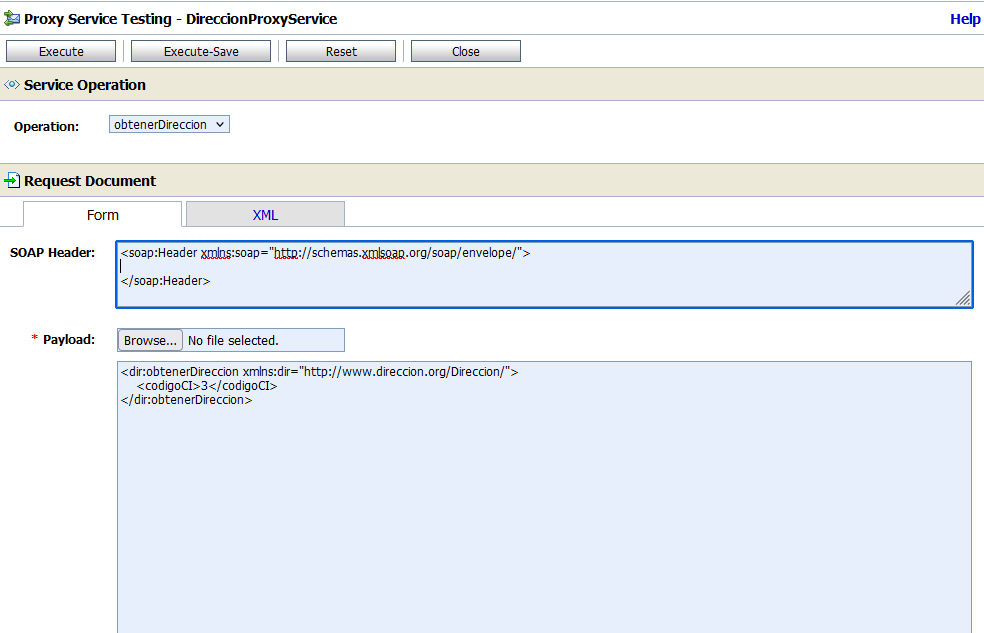 Proxy Service Testing - DireccionProxyService
Help
Execute
Execute-Save
Reset
Close
Service Operation
Operation:
obtenerDireccion
Request Document
Form
XML
SOAP Header:
<soap:Header xmlns:soap="http://schemas.xmlsoap.org/soap/envelope/">
</soap:Header>
* Payload:
Browse... No file selected.
<dir:obtenerDireccion xmlns:dir="http://www.direccion.org/Direccion/">
<codigoCI>3</codigoCI>
</dir:obtenerDireccion>